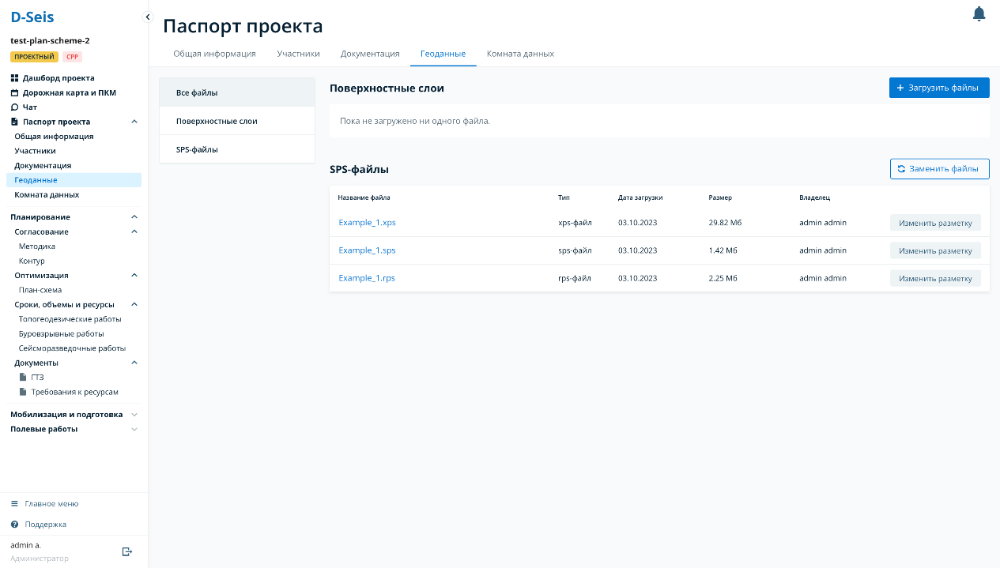 D-Seis
test-plan-scheme-2
ПРОЕКТНЫЙ СРР
Дашборд проекта
Дорожная карта и ПКМ
Чат
Паспорт проекта
Общая информация
Участники
Документация
Геоданные
Комната данных
Планирование
Согласование
Методика
Контур
Оптимизация
План-схема
Сроки, объемы и ресурсы
Топогеодезические работы
Буровзрывные работы
Сейсморазведочные работы
Документы
ГТЗ
Требования к ресурсам
Мобилизация и подготовка
Полевые работы
Главное меню
Поддержка
admin a.
Администратор
Паспорт проекта
Общая информация Участники Документация Геоданные Комната данных
Все файлы
Поверхностные слои
SPS-файлы
Поверхностные слои
Загрузить файлы
Пока не загружено ни одного файла.
SPS-файлы
Заменить файлы
Название файла Тип Дата загрузки Размер Владелец
Example_1.xps xps-файл 03.10.2023 29.82 Мб admin admin Изменить разметку
Example_1.sps sps-файл 03.10.2023 1.42 Мб admin admin Изменить разметку
Example_1.rps rps-файл 03.10.2023 2.25 Мб admin admin Изменить разметку